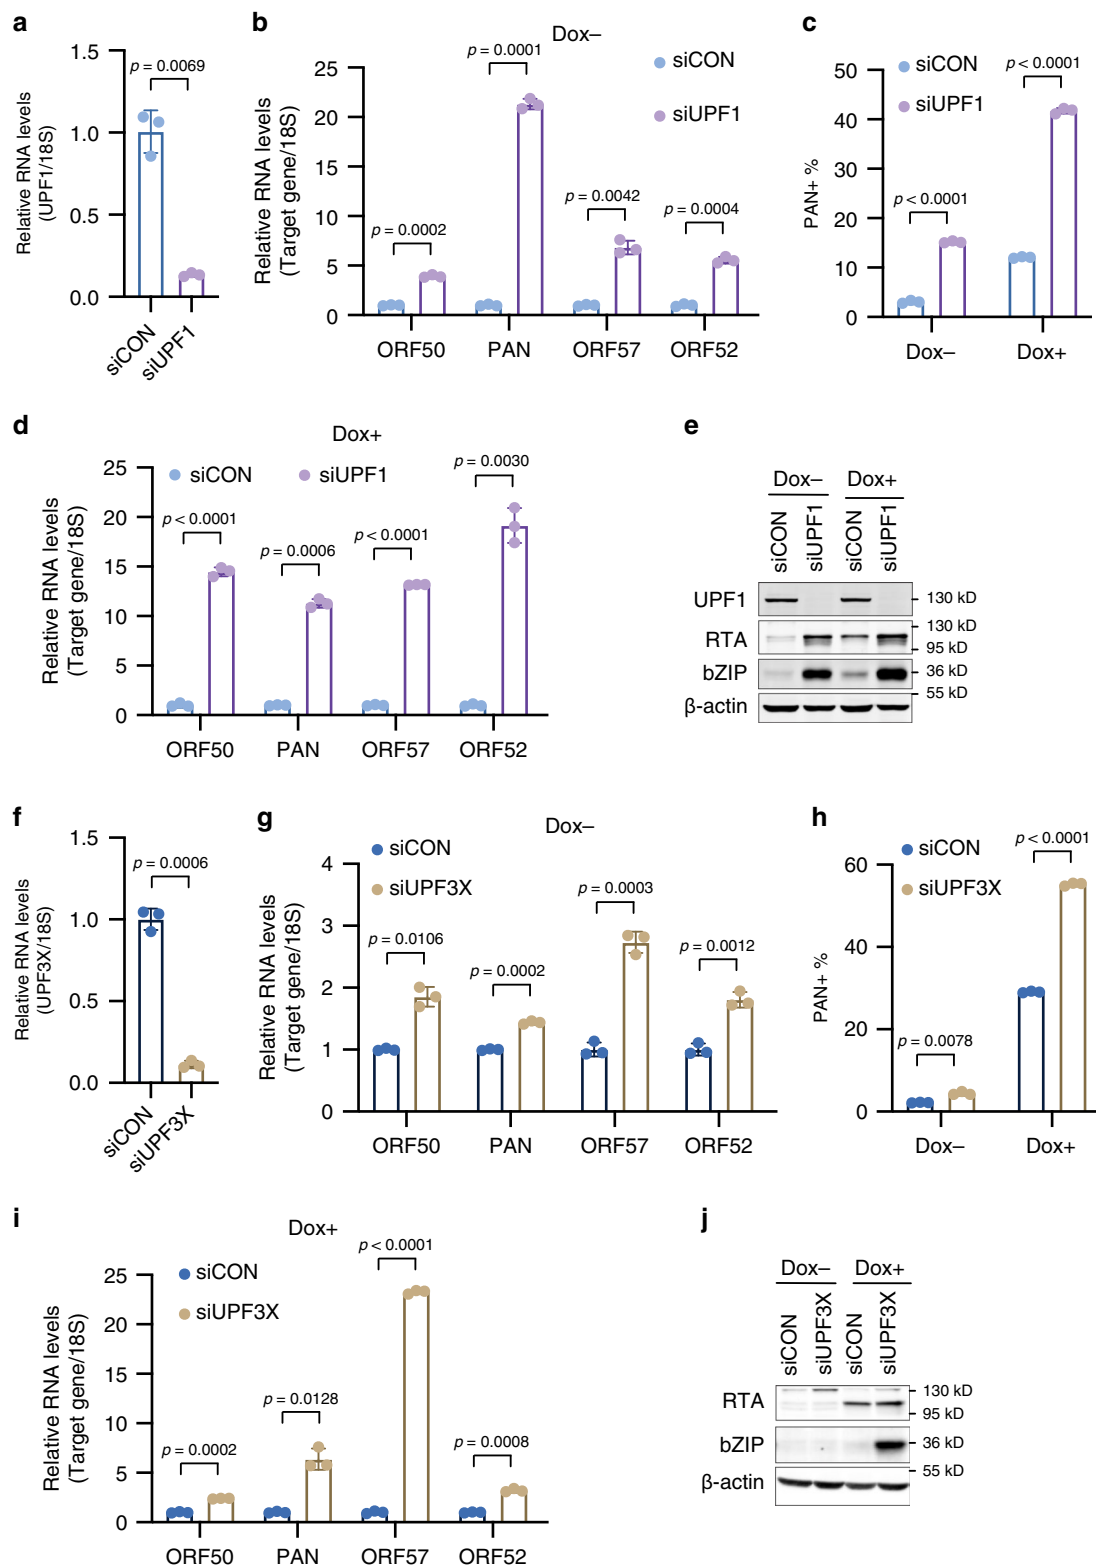 a
Relative RNA levels
(UPF1/18S)
1.5
1.0
0.5
0.0
p = 0.0069
siCON
siUPF1
b
Dox–
Relative RNA levels
(Target gene/18S)
25
20
15
10
5
0
siCON
siUPF1
p = 0.0002
p = 0.0001
p = 0.0042
p = 0.0004
ORF50 PAN ORF57 ORF52
c
PAN+ %
50
40
30
20
10
0
siCON
siUPF1
p < 0.0001
p < 0.0001
Dox– Dox+
d
Dox+
Relative RNA levels
(Target gene/18S)
25
20
15
10
5
0
siCON siUPF1
p < 0.0001
p = 0.0006
p < 0.0001
p = 0.0030
ORF50 PAN ORF57 ORF52
e
Dox– Dox+
siCON siUPF1 siCON siUPF1
UPF1 130 kD
130 kD
RTA 95 kD
bZIP 36 kD
55 kD
β-actin
f
Relative RNA levels
(UPF3X/18S)
1.5
1.0
0.5
0.0
p = 0.0006
siCON
siUPF3X
g
Dox–
Relative RNA levels
(Target gene/18S)
4
3
2
1
0
siCON
siUPF3X
p = 0.0106
p = 0.0002
p = 0.0003
p = 0.0012
ORF50 PAN ORF57 ORF52
h
PAN+ %
60
40
20
0
siCON
siUPF3X
p = 0.0078
p < 0.0001
Dox– Dox+
i
Dox+
Relative RNA levels
(Target gene/18S)
25
20
15
10
5
0
siCON
siUPF3X
p = 0.0002
p = 0.0128
p < 0.0001
p = 0.0008
ORF50 PAN ORF57 ORF52
j
Dox– Dox+
siCON siUPF3X siCON siUPF3X
130 kD
RTA 95 kD
bZIP 36 kD
55 kD
β-actin